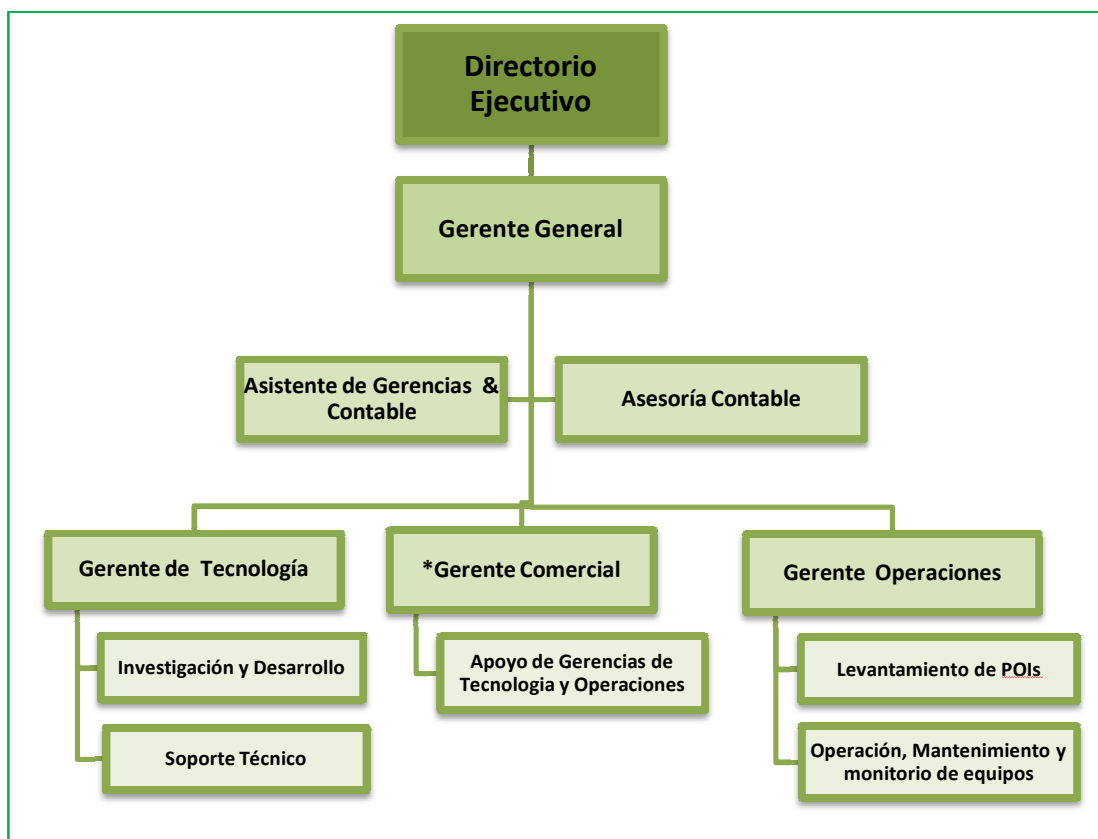 Directorio
Ejecutivo
Gerente General
Asistente de Gerencias &
Contable
Asesoría Contable
Gerente de Tecnología
*Gerente Comercial
Gerente Operaciones
Investigación y Desarrollo
Apoyo de Gerencias de
Tecnologia y Operaciones
Levantamiento de POIs
Soporte Técnico
Operación, Mantenimiento y
monitorio de equipos